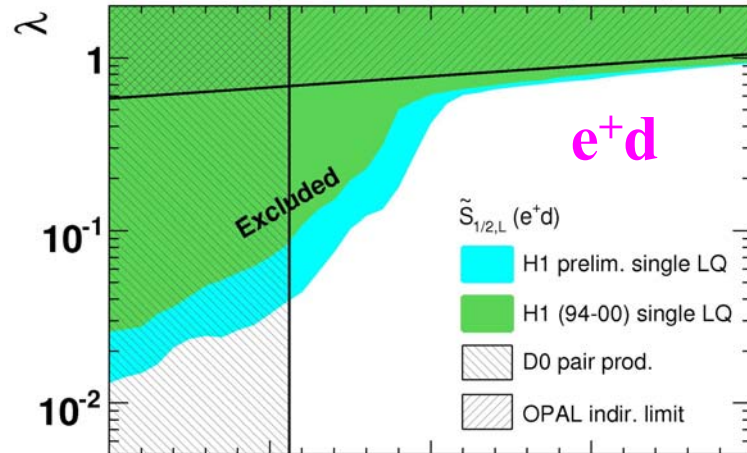 λ
1
10⁻¹
10⁻²
Excluded
e⁺d
S̃1/2,L (e⁺d)
H1 prelim. single LQ
H1 (94-00) single LQ
D0 pair prod.
OPAL indir. limit